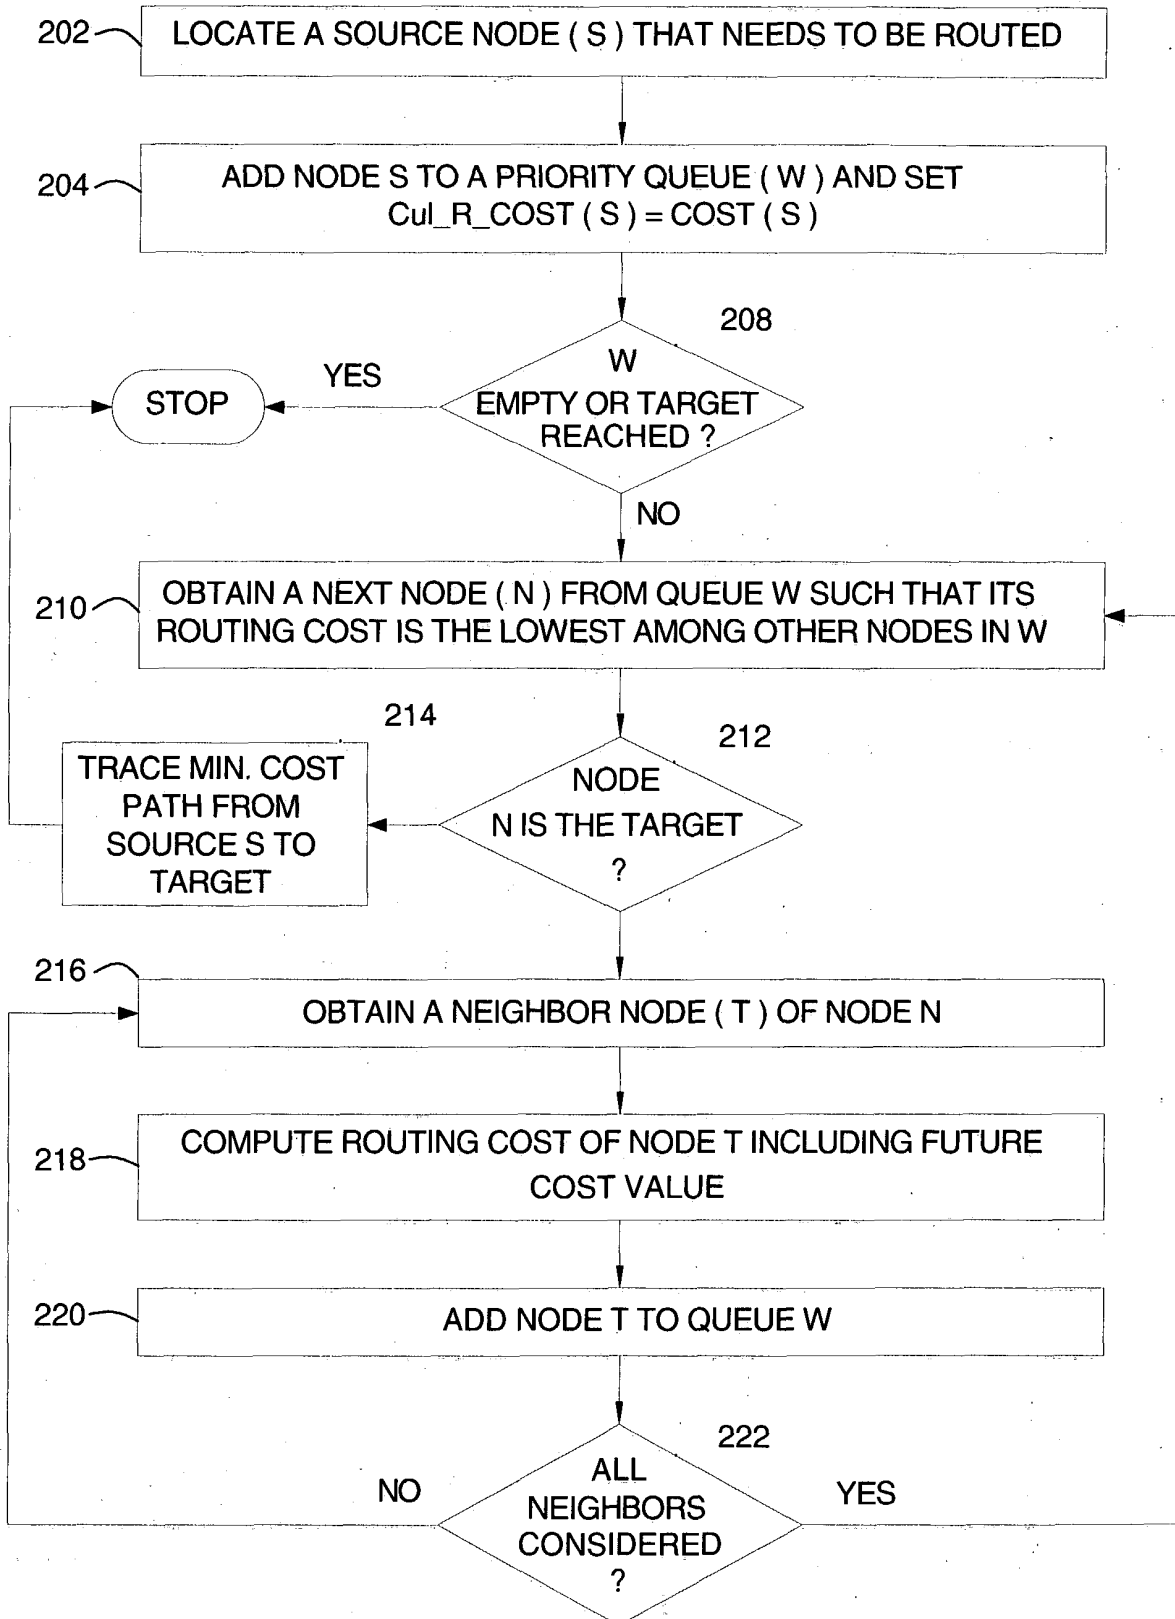 202
LOCATE A SOURCE NODE ( S ) THAT NEEDS TO BE ROUTED
204
ADD NODE S TO A PRIORITY QUEUE ( W ) AND SET
Cul_R_COST ( S ) = COST ( S )
208
W
EMPTY OR TARGET
REACHED ?
YES
STOP
NO
210
OBTAIN A NEXT NODE ( N ) FROM QUEUE W SUCH THAT ITS
ROUTING COST IS THE LOWEST AMONG OTHER NODES IN W
214
212
TRACE MIN. COST
PATH FROM
SOURCE S TO
TARGET
NODE
N IS THE TARGET
?
216
OBTAIN A NEIGHBOR NODE ( T ) OF NODE N
218
COMPUTE ROUTING COST OF NODE T INCLUDING FUTURE
COST VALUE
220
ADD NODE T TO QUEUE W
222
NO
ALL
NEIGHBORS
CONSIDERED
?
YES